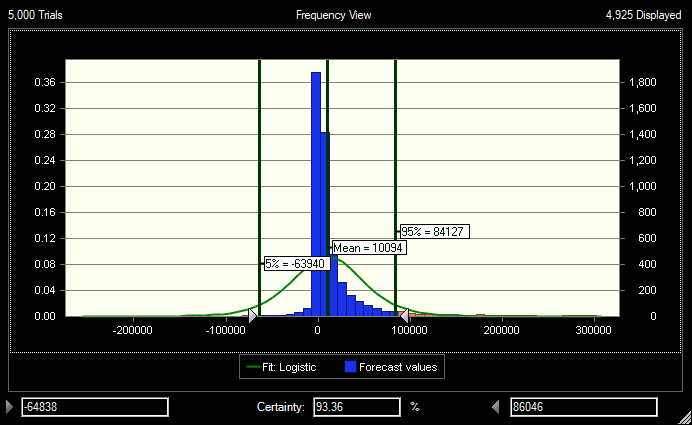 5,000 Trials Frequency View 4,925 Displayed
0.36 1,800
0.32 1,600
0.28 1,400
0.24 1,200
0.20 1,000
0.16 800
0.12 600
0.08 400
0.04 200
0.00 0
95% = 84127
Mean = 10094
5% = -63940
-200000 -100000 0 100000 200000 300000
Fit: Logistic Forecast values
-64838 Certainty: 93.36 % 86046